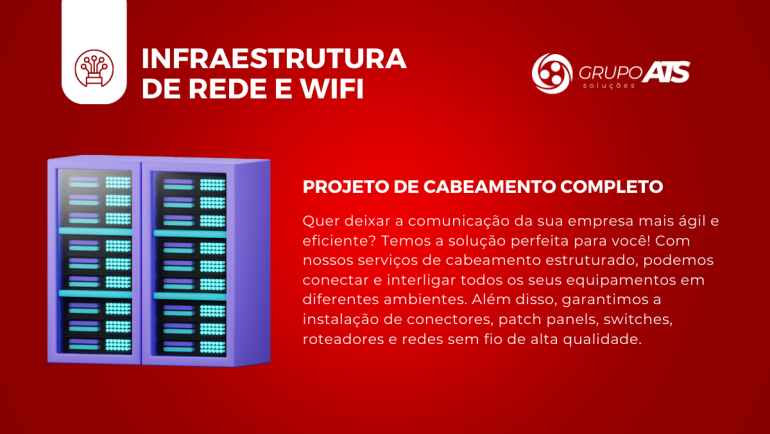 INFRAESTRUTURA
DE REDE E WIFI
GRUPO ATS
soluções
PROJETO DE CABEAMENTO COMPLETO
Quer deixar a comunicação da sua empresa mais ágil e
eficiente? Temos a solução perfeita para você! Com
nossos serviços de cabeamento estruturado, podemos
conectar e interligar todos os seus equipamentos em
diferentes ambientes. Além disso, garantimos a
instalação de conectores, patch panels, switches,
roteadores e redes sem fio de alta qualidade.